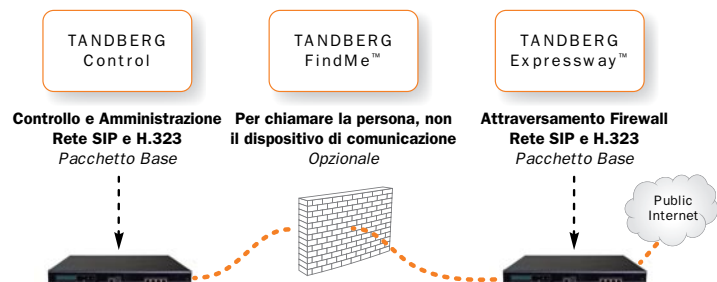 TANDBERG
Control
TANDBERG
FindMe™
TANDBERG
Expressway™
Controllo e Amministrazione
Rete SIP e H.323
Pacchetto Base
Per chiamare la persona, non
il dispositivo di comunicazione
Opzionale
Attraversamento Firewall
Rete SIP e H.323
Pacchetto Base
Public
Internet